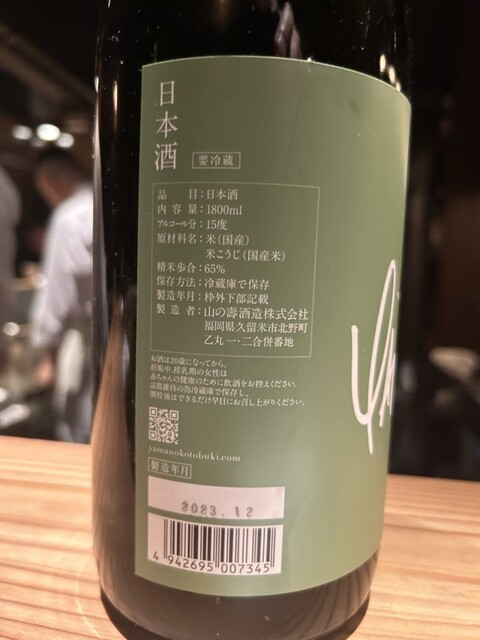 日本酒
要冷蔵
品目:日本酒
内容量:1800ml
アルコール分:15度
原材料名:米(国産)
米こうじ(国産米)
精米歩合:65%
保存方法:冷蔵庫で保存
製造年月:枠外下部記載
製造者:山の壽酒造株式会社
福岡県久留米市北野町
乙丸一・二合併番地
お酒は20歳になってから。
妊娠中、授乳期の女性は
赤ちゃんの健康のために飲酒をお控えください。
品質維持の為冷蔵庫で保存し、
開栓後はできるだけ早目にお召し上がりください。
yamanokotobuki.com
製造年月
2023.12
4 942695 007345